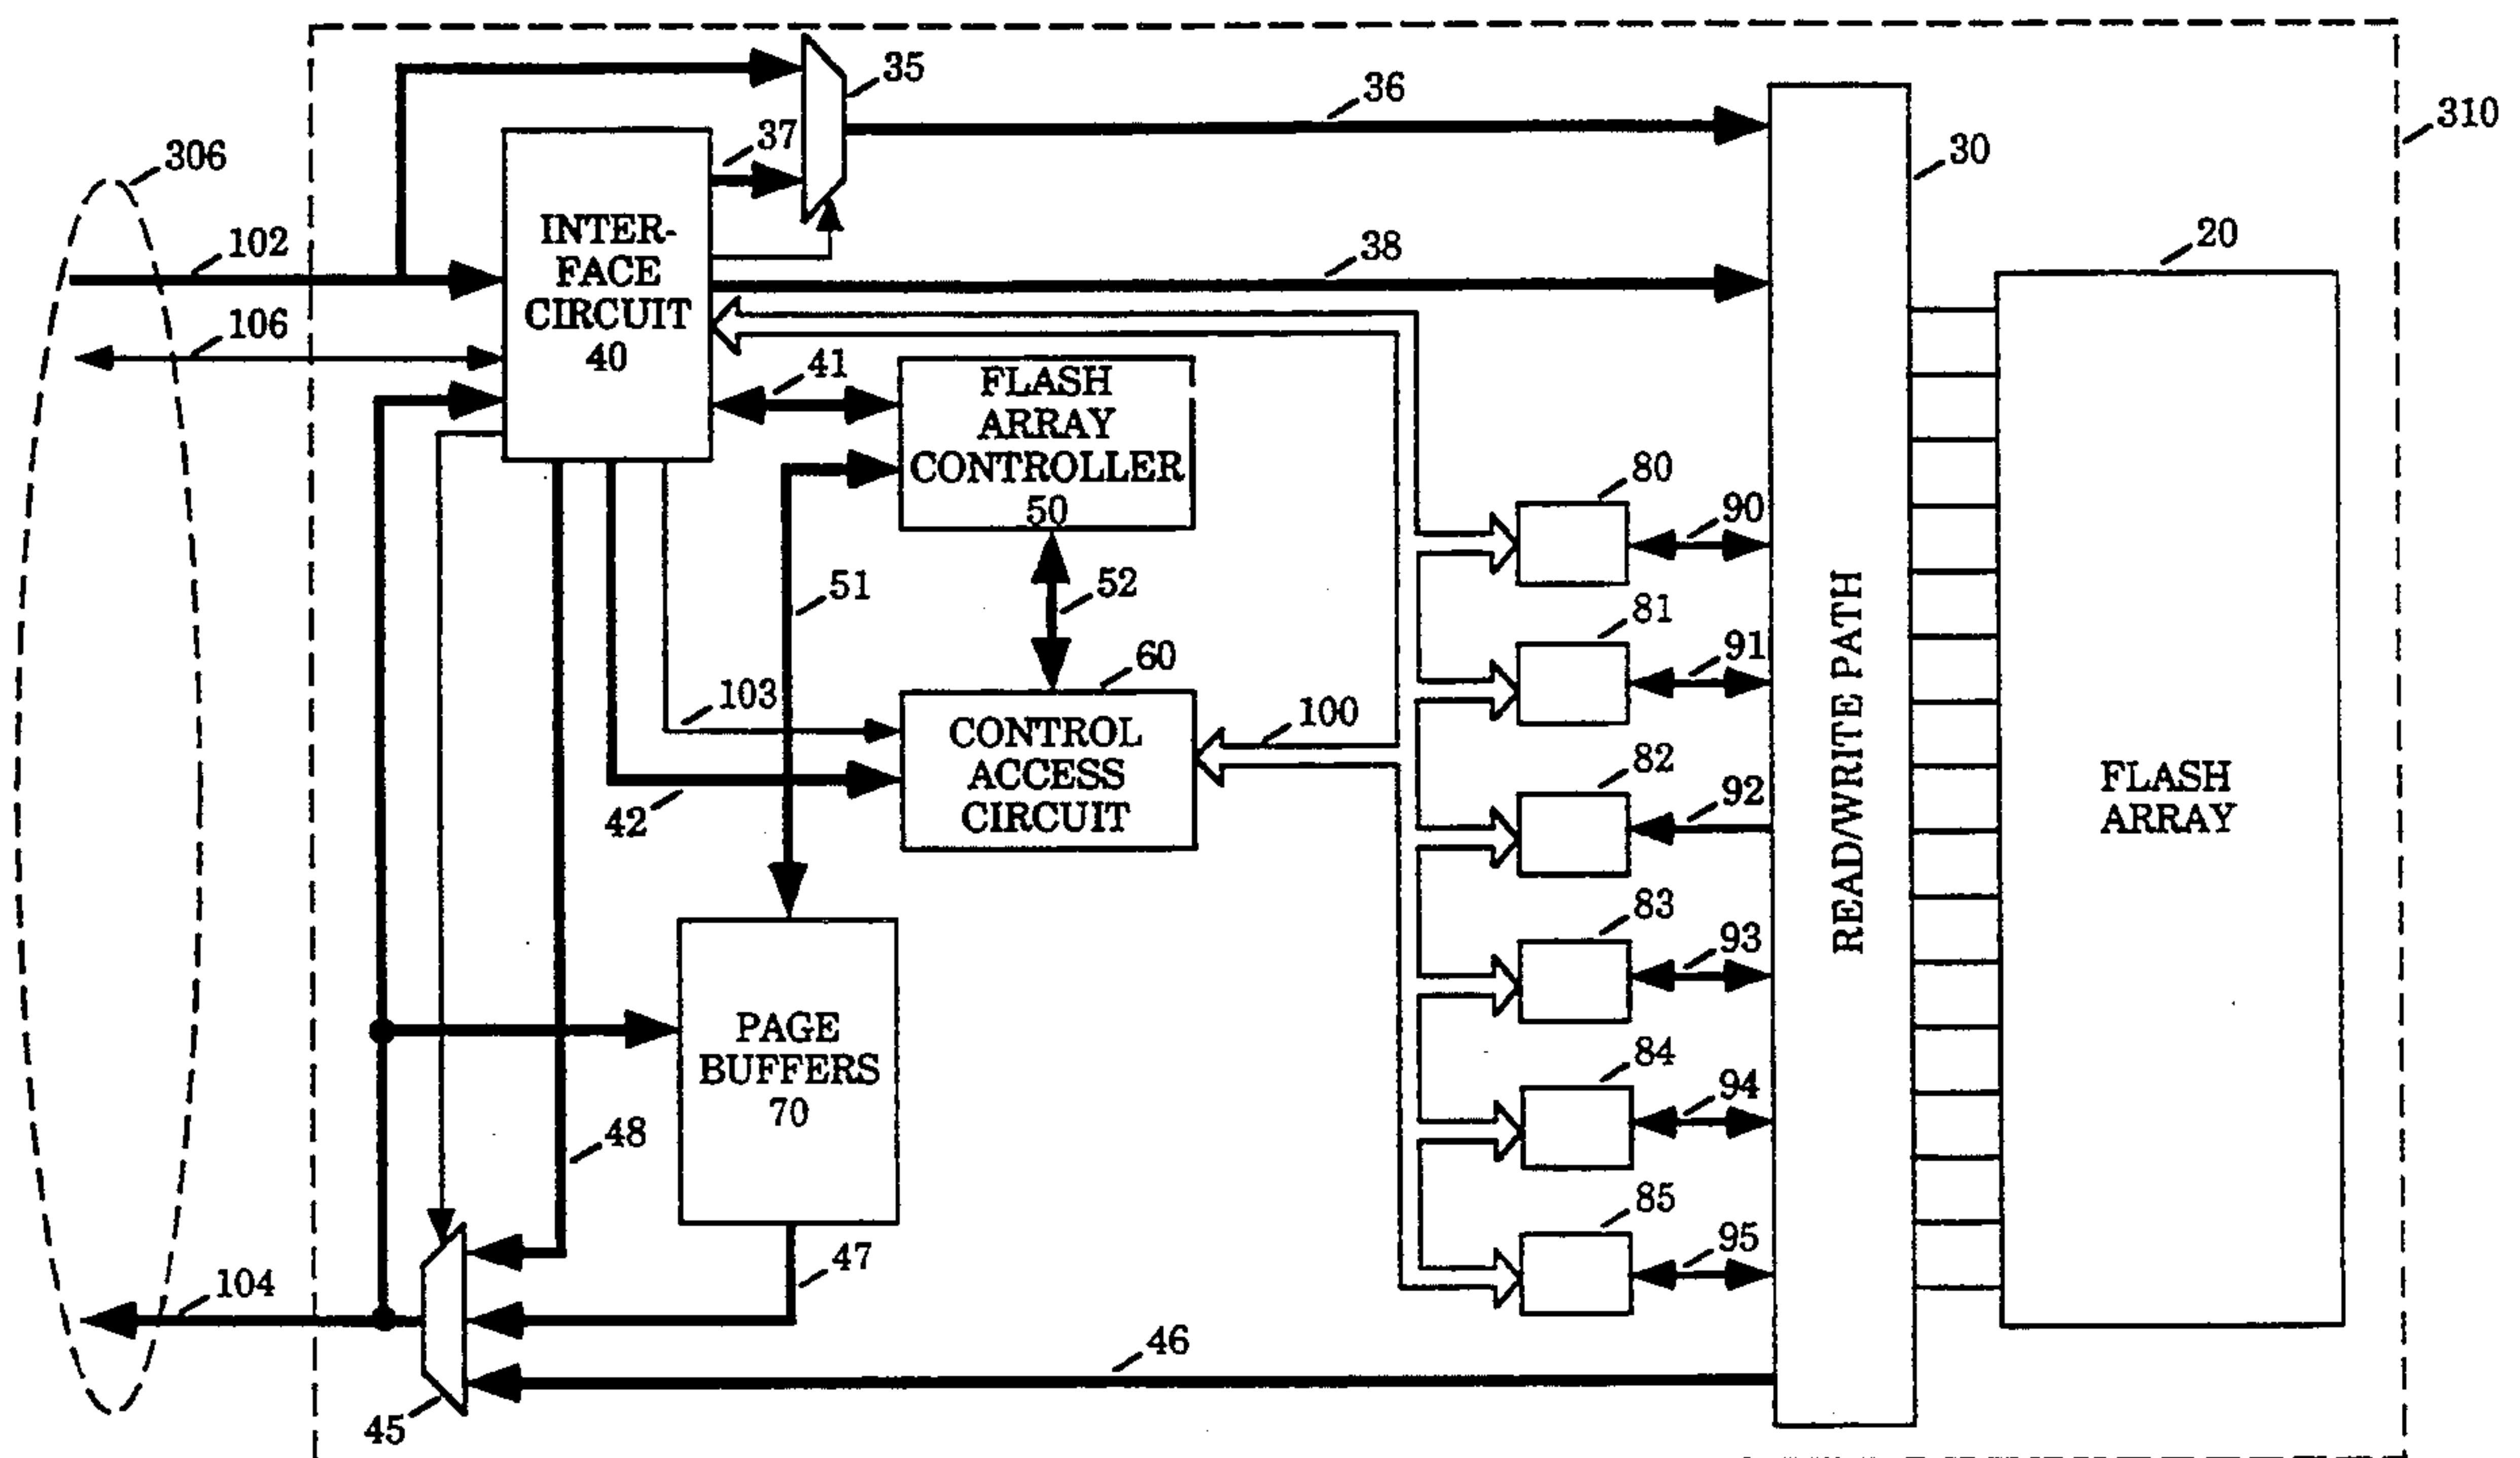 35
36
310
37
306
30
INTER-
FACE
CIRCUIT
40
102
38
20
106
41
FLASH
ARRAY
CONTROLLER
50
80
90
51
52
81
91
60
103
100
CONTROL
ACCESS
CIRCUIT
42
82
92
READ/WRITE PATH
FLASH
ARRAY
83
93
PAGE
BUFFERS
70
84
94
48
85
95
47
104
46
45